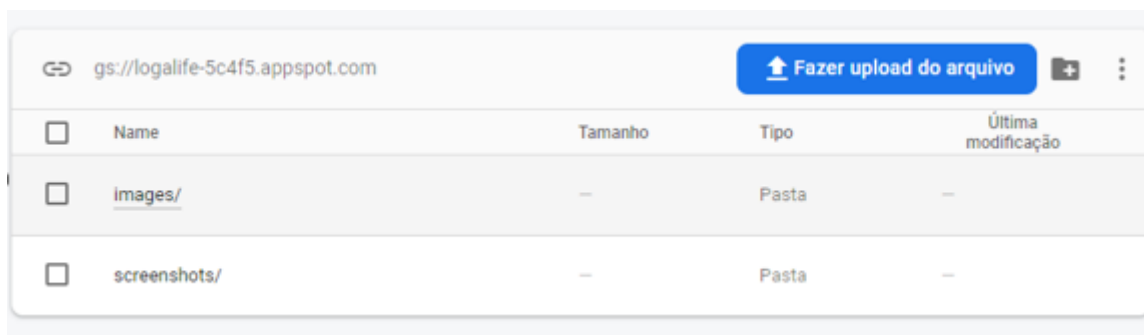 gs://logalife-5c4f5.appspot.com Fazer upload do arquivo
Name Tamanho Tipo Última modificação
images/ — Pasta —
screenshots/ — Pasta —